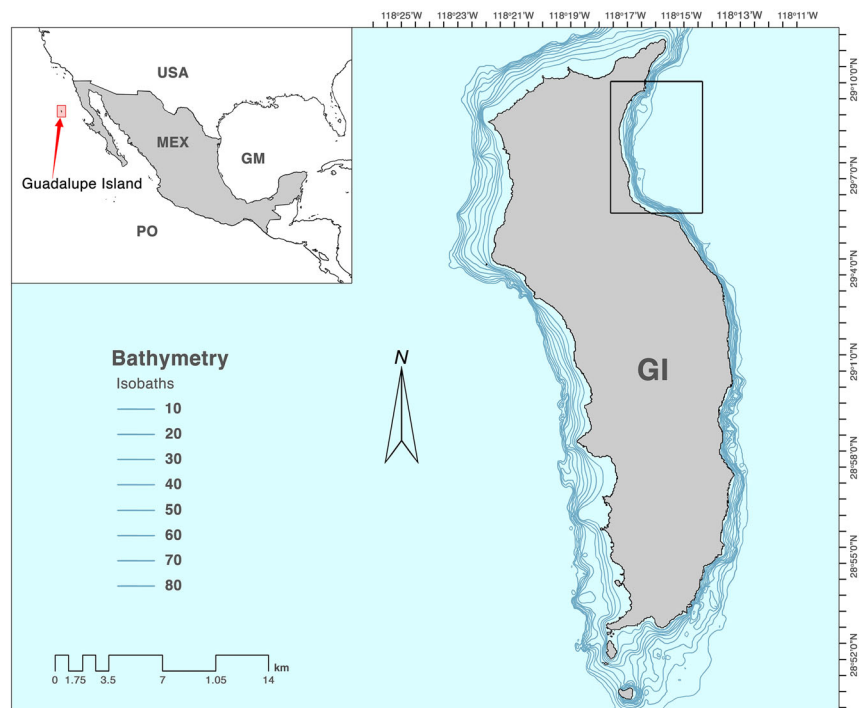 118°25'W 118°23'W 118°21'W 118°19'W 118°17'W 118°15'W 118°13'W 118°11'W
USA
MEX
GM
Guadalupe Island
PO
29°10'0"N
29°7'0"N
29°4'0"N
29°1'0"N
28°58'0"N
28°55'0"N
28°52'0"N
GI
N
Bathymetry
Isobaths
10
20
30
40
50
60
70
80
km
0 1.75 3.5 7 1.05 14